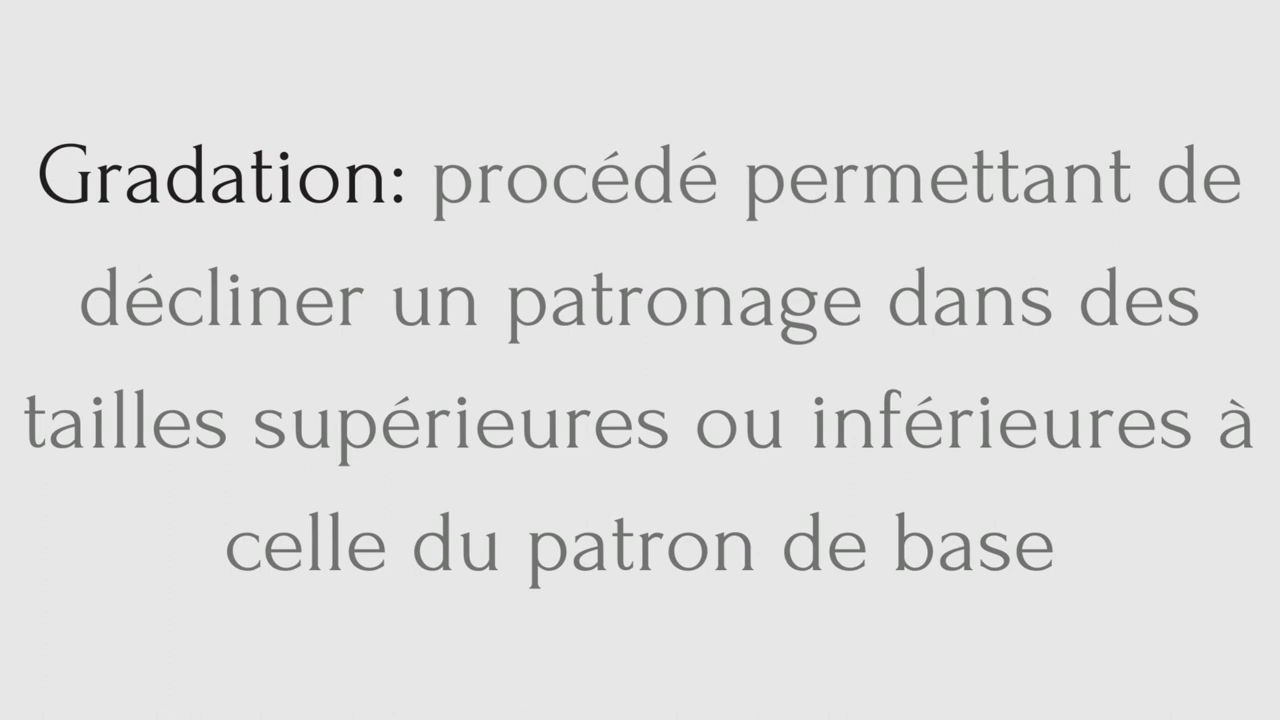 Gradation: procédé permettant de
décliner un patronage dans des
tailles supérieures ou inférieures à
celle du patron de base